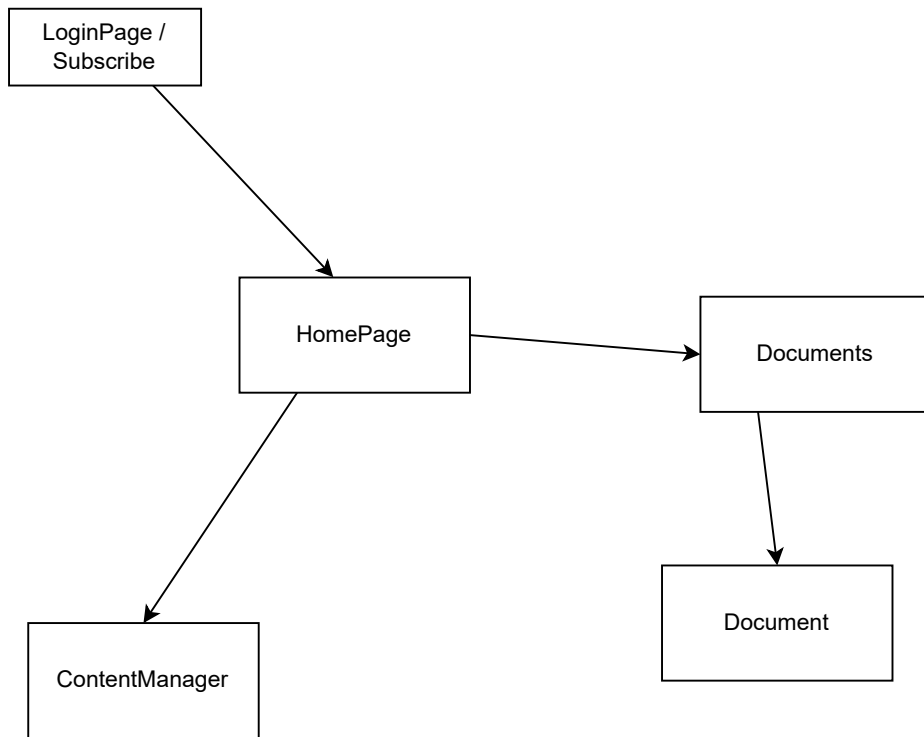 LoginPage /
Subscribe
HomePage
Documents
Document
ContentManager